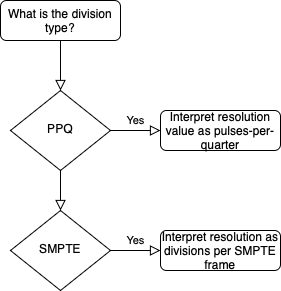 What is the division
type?
PPQ
Yes
Interpret resolution
value as pulses-per-
quarter
SMPTE
Yes
Interpret resolution as
divisions per SMPTE
frame